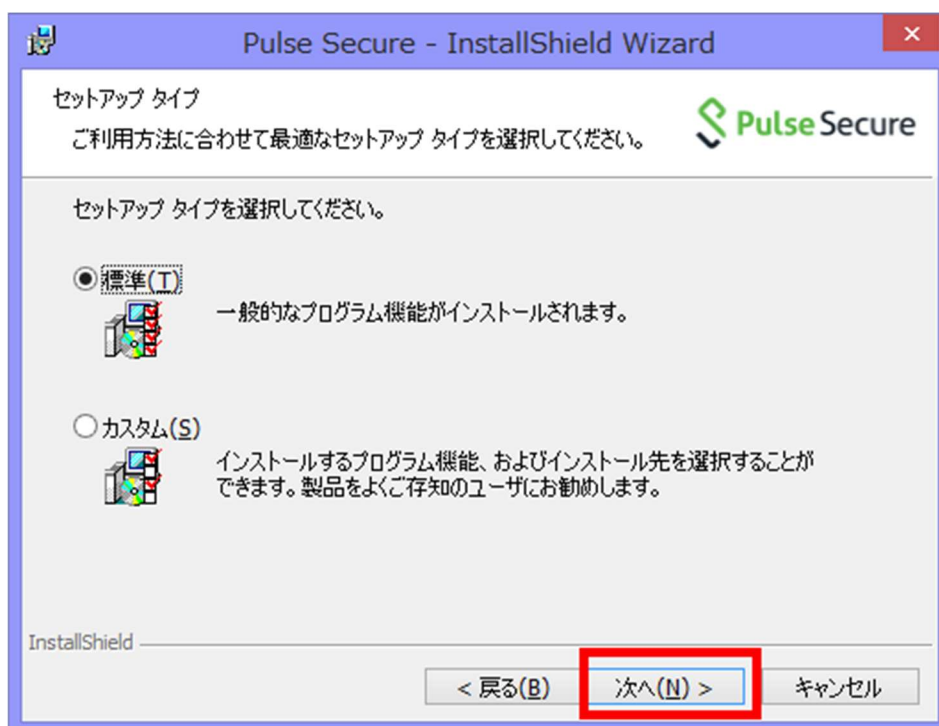 Pulse Secure - InstallShield Wizard
セットアップ タイプ
ご利用方法に合わせて最適なセットアップ タイプを選択してください。
Pulse Secure
セットアップ タイプを選択してください。
標準(T)
一般的なプログラム機能がインストールされます。
カスタム(S)
インストールするプログラム機能、およびインストール先を選択することが
できます。製品をよくご存知のユーザにお勧めします。
InstallShield
< 戻る(B)
次へ(N) >
キャンセル